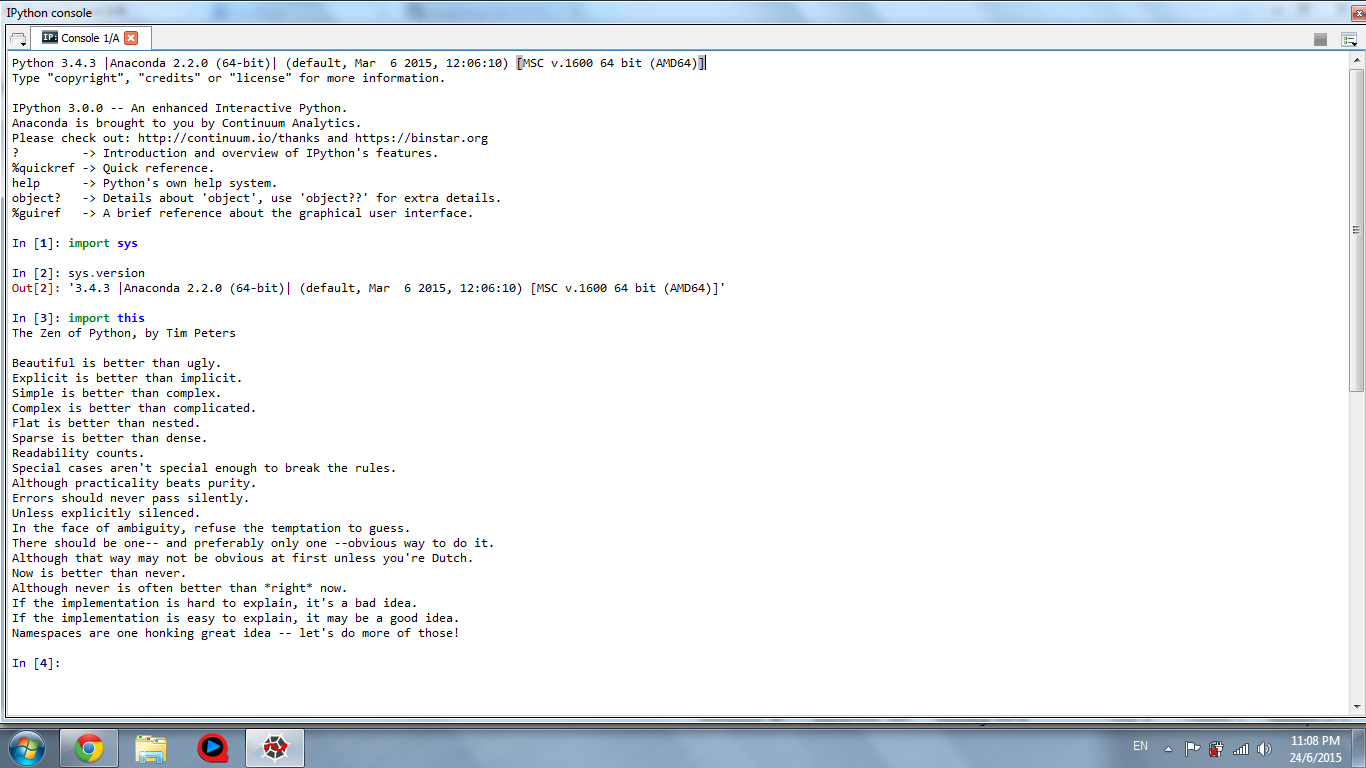 IPython console
IP: Console 1/A
Python 3.4.3 |Anaconda 2.2.0 (64-bit)| (default, Mar  6 2015, 12:06:10) [MSC v.1600 64 bit (AMD64)]
Type "copyright", "credits" or "license" for more information.
IPython 3.0.0 -- An enhanced Interactive Python.
Anaconda is brought to you by Continuum Analytics.
Please check out: http://continuum.io/thanks and https://binstar.org
?         -> Introduction and overview of IPython's features.
%quickref -> Quick reference.
help      -> Python's own help system.
object?   -> Details about 'object', use 'object??' for extra details.
%guiref   -> A brief reference about the graphical user interface.
In [1]: import sys
In [2]: sys.version
Out[2]: '3.4.3 |Anaconda 2.2.0 (64-bit)| (default, Mar  6 2015, 12:06:10) [MSC v.1600 64 bit (AMD64)]'
In [3]: import this
The Zen of Python, by Tim Peters
Beautiful is better than ugly.
Explicit is better than implicit.
Simple is better than complex.
Complex is better than complicated.
Flat is better than nested.
Sparse is better than dense.
Readability counts.
Special cases aren't special enough to break the rules.
Although practicality beats purity.
Errors should never pass silently.
Unless explicitly silenced.
In the face of ambiguity, refuse the temptation to guess.
There should be one-- and preferably only one --obvious way to do it.
Although that way may not be obvious at first unless you're Dutch.
Now is better than never.
Although never is often better than *right* now.
If the implementation is hard to explain, it's a bad idea.
If the implementation is easy to explain, it may be a good idea.
Namespaces are one honking great idea -- let's do more of those!
In [4]:
EN
11:08 PM
24/6/2015